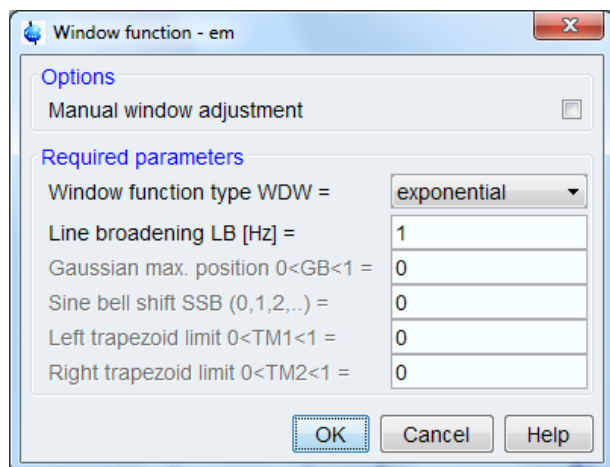 Window function - em
Options
Manual window adjustment
Required parameters
Window function type WDW = exponential
Line broadening LB [Hz] = 1
Gaussian max. position 0<GB<1 = 0
Sine bell shift SSB (0,1,2,..) = 0
Left trapezoid limit 0<TM1<1 = 0
Right trapezoid limit 0<TM2<1 = 0
OK Cancel Help